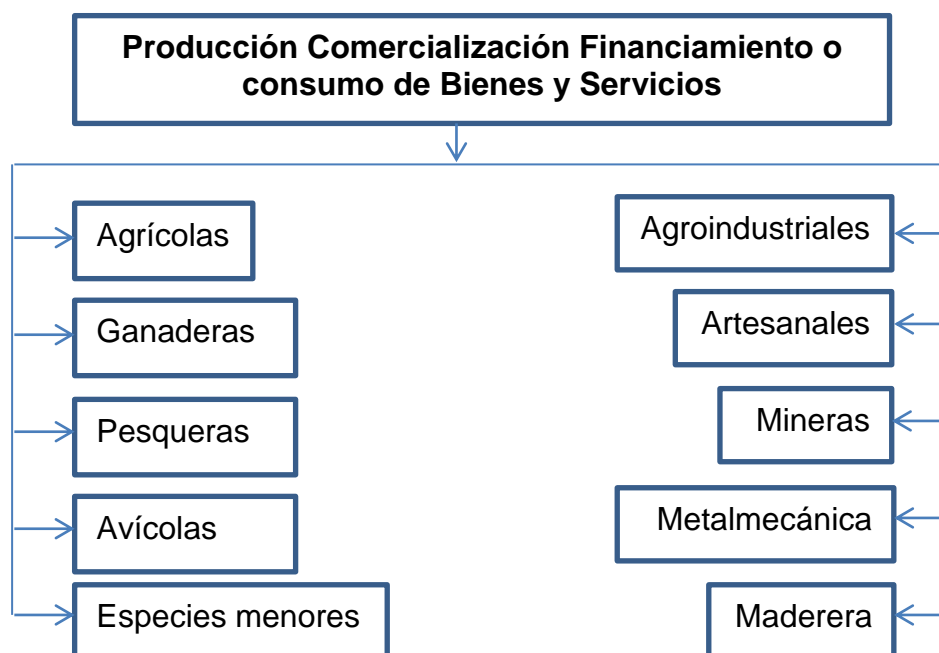 Producción Comercialización Financiamiento o
consumo de Bienes y Servicios
Agrícolas
Ganaderas
Pesqueras
Avícolas
Especies menores
Agroindustriales
Artesanales
Mineras
Metalmecánica
Maderera